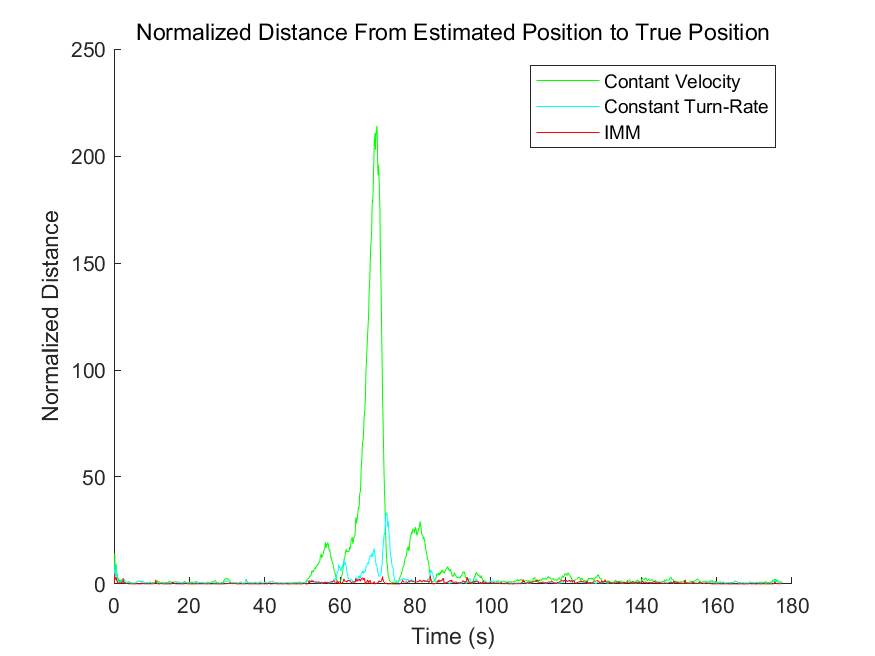 Normalized Distance From Estimated Position to True Position
250
200
150
100
50
0
Normalized Distance
Contant Velocity
Constant Turn-Rate
IMM
0 20 40 60 80 100 120 140 160 180
Time (s)